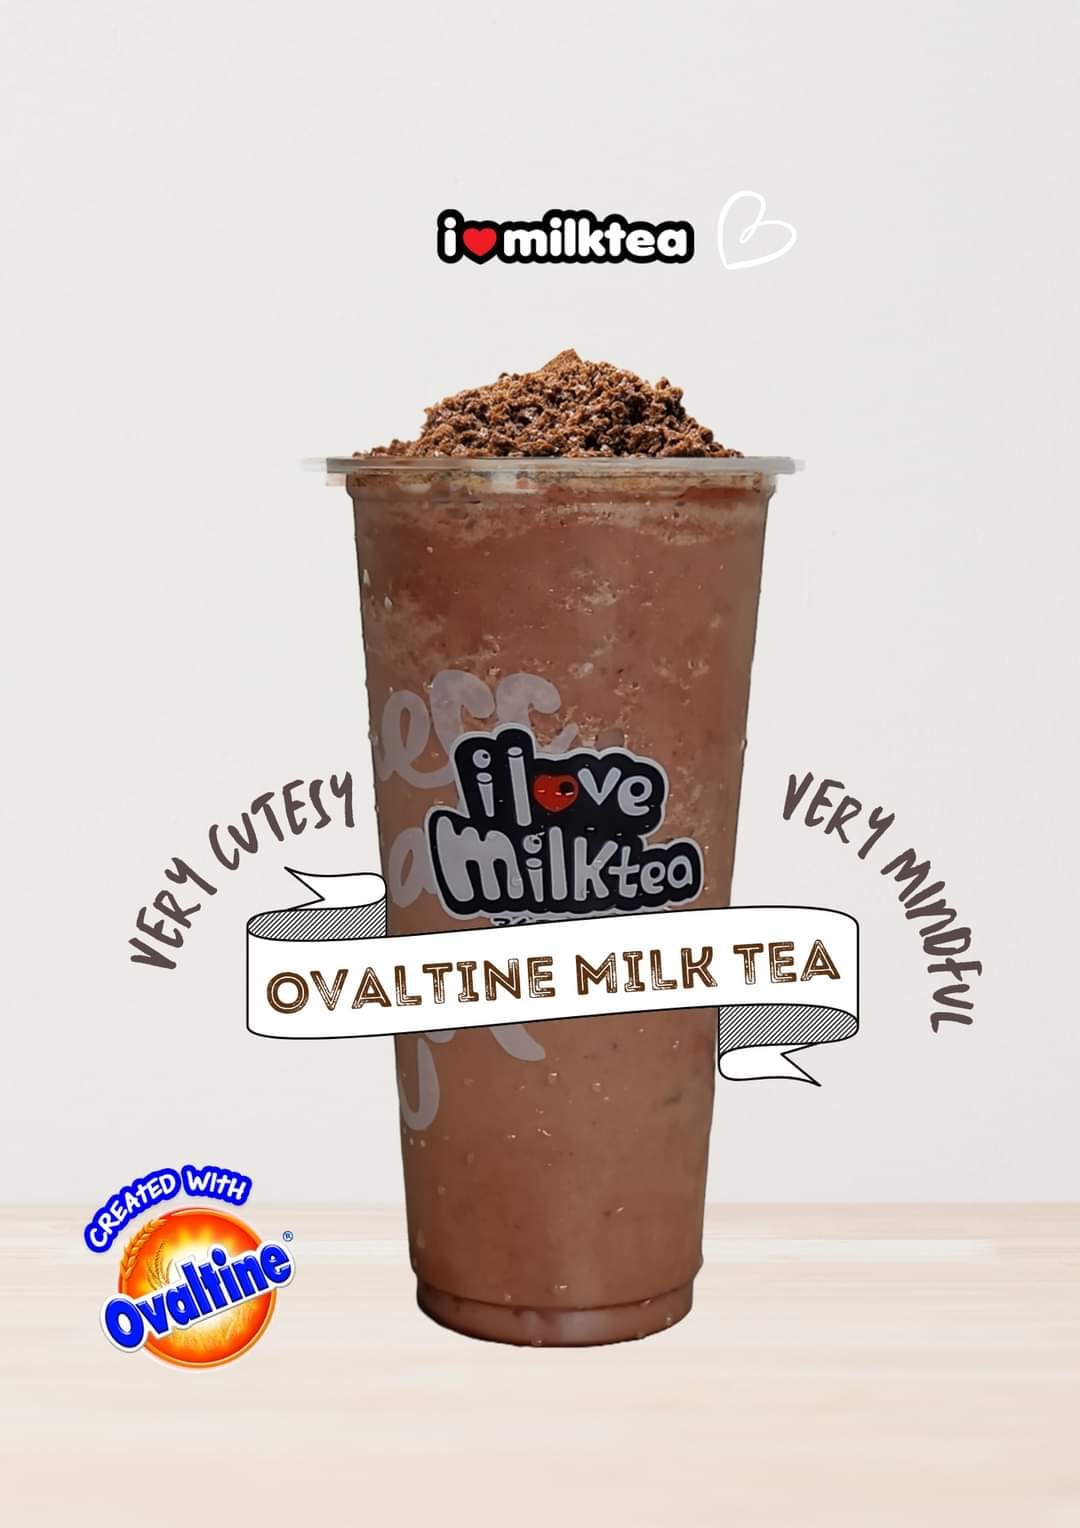 i❤milktea
i love
milktea
VERY CUTESY
VERY MINDFUL
OVALTINE MILK TEA
CREATED WITH
Ovaltine®